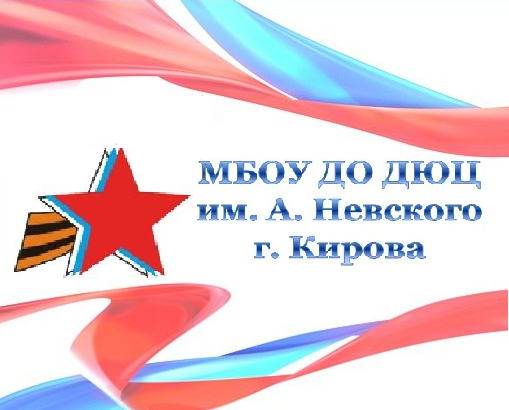 МБОУ ДО ДЮЦ
им. А. Невского
г. Кирова